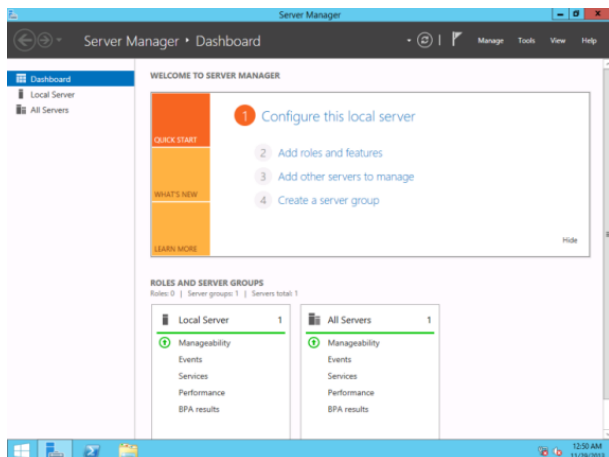 Server Manager
Server Manager • Dashboard
Manage Tools View Help
Dashboard
Local Server
All Servers
WELCOME TO SERVER MANAGER
QUICK START
WHAT'S NEW
LEARN MORE
1 Configure this local server
2 Add roles and features
3 Add other servers to manage
4 Create a server group
Hide
ROLES AND SERVER GROUPS
Roles: 0 | Server groups: 1 | Servers total: 1
Local Server 1
Manageability
Events
Services
Performance
BPA results
All Servers 1
Manageability
Events
Services
Performance
BPA results
12:50 AM